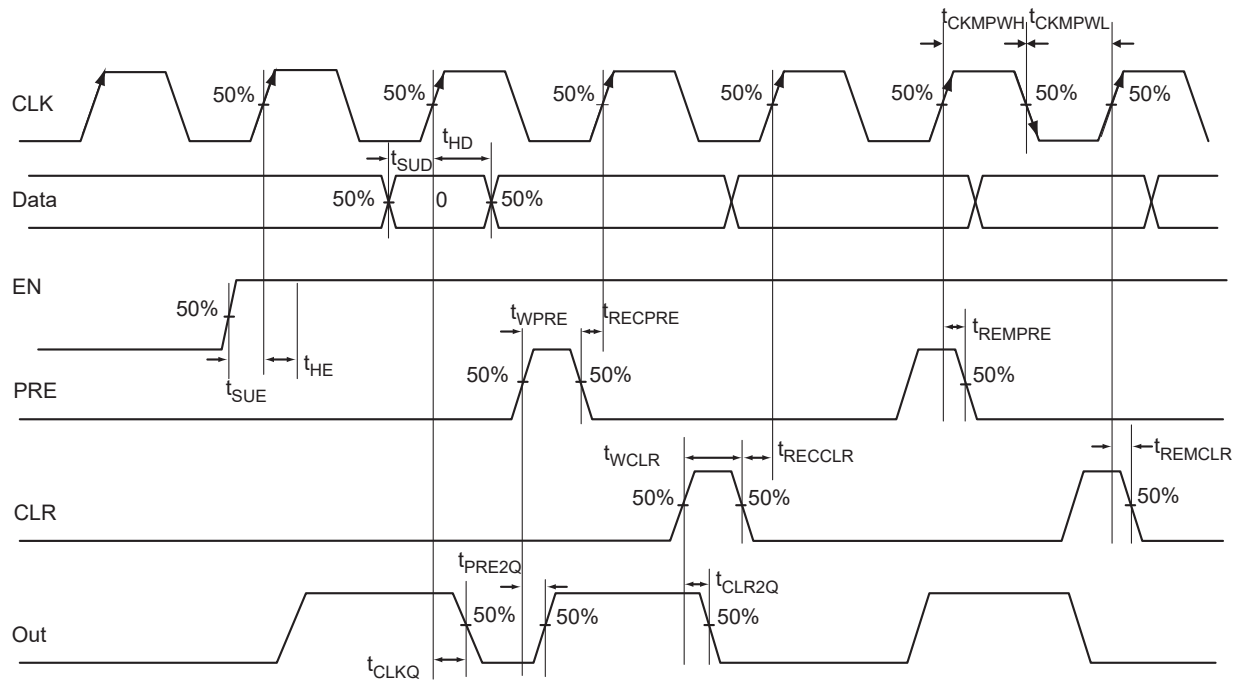 tCKMPWH tCKMPWL
CLK 50% 50% 50% 50% 50% 50% 50%
tSUD tHD
Data 50% 0 50%
EN 50%
tSUE tHE tWPRE tRECPRE tREMPRE
PRE 50% 50% 50%
tWCLR tRECCLR tREMCLR
CLR 50% 50% 50%
tPRE2Q tCLR2Q
Out 50% 50% 50%
tCLKQ